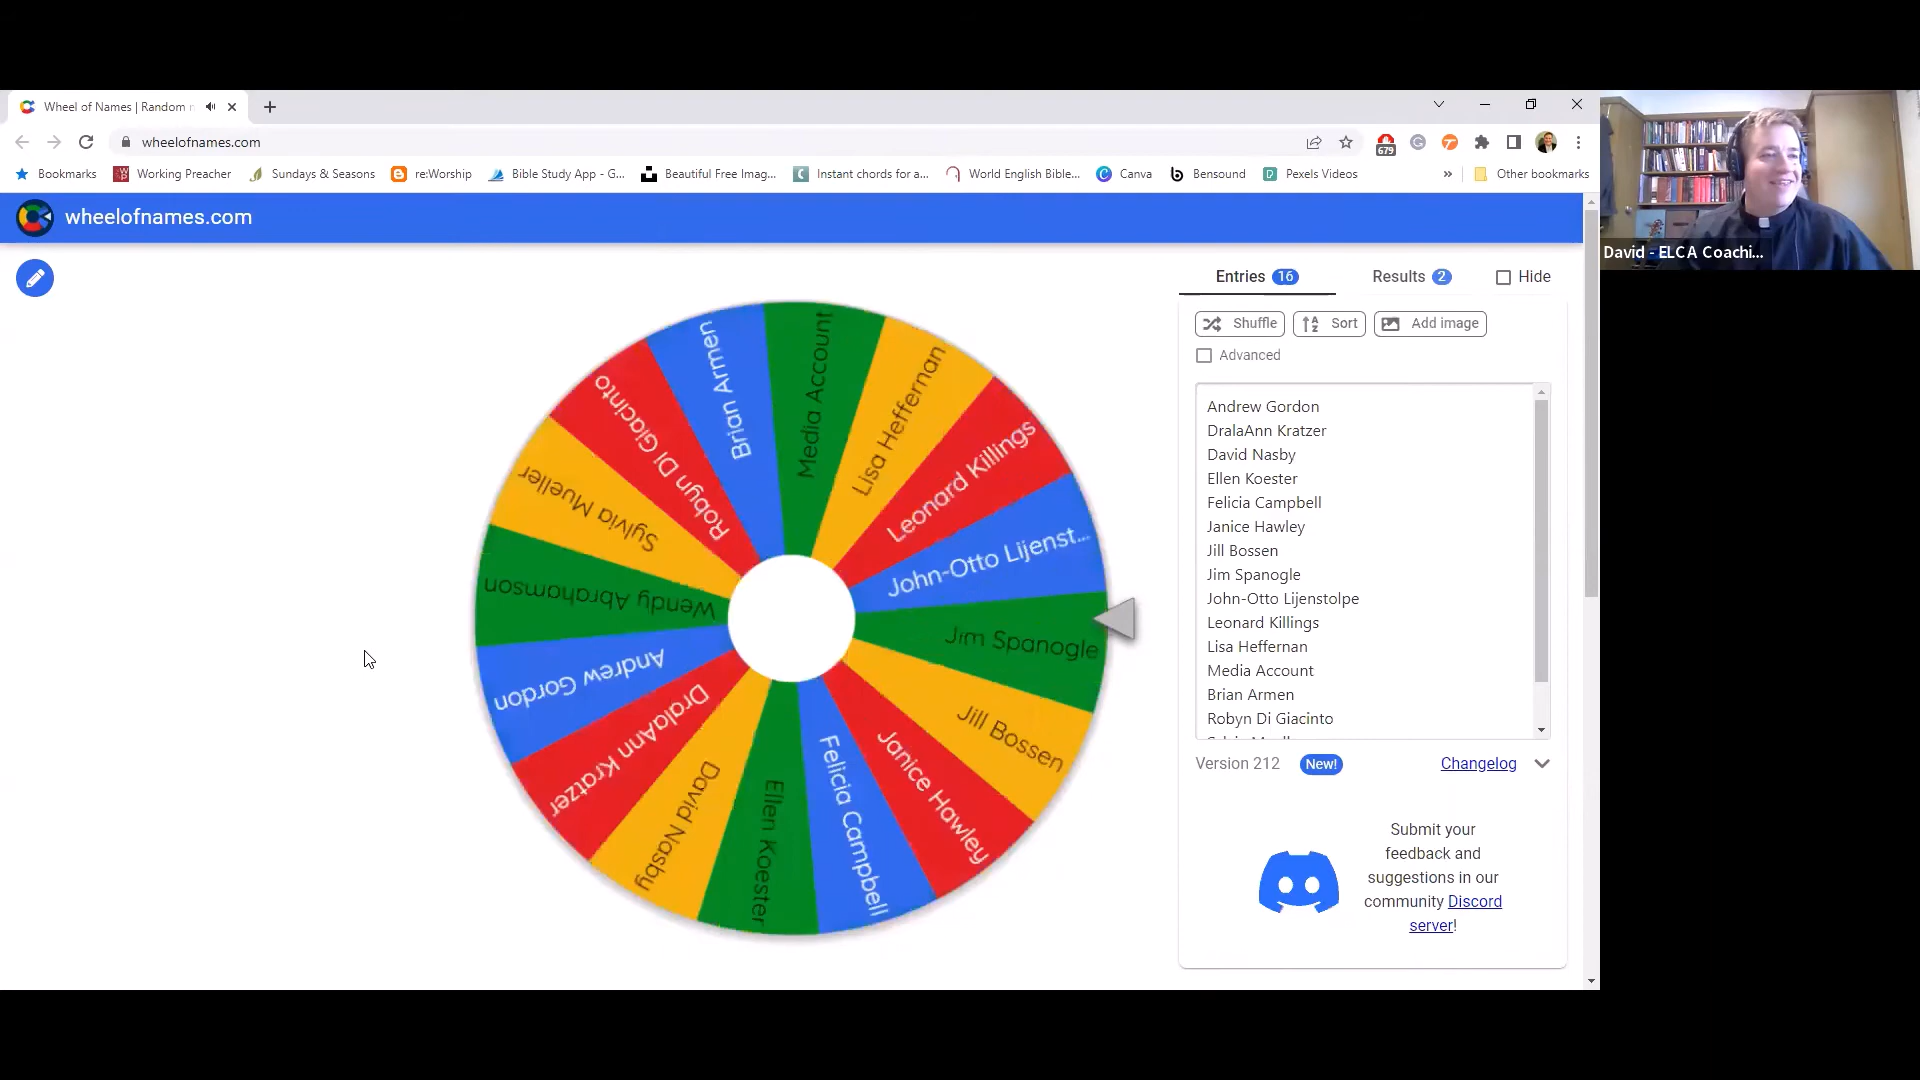 Wheel of Names | Random n
wheelofnames.com
679
Bookmarks
Working Preacher
Sundays & Seasons
re:Worship
Bible Study App - G...
Beautiful Free Imag...
Instant chords for a...
World English Bible...
Canva
Bensound
Pexels Videos
»
Other bookmarks
wheelofnames.com
David - ELCA Coachi...
Entries 16
Results 2
Hide
Shuffle
Sort
Add image
Advanced
Andrew Gordon
DralaAnn Kratzer
David Nasby
Ellen Koester
Felicia Campbell
Janice Hawley
Jill Bossen
Jim Spanogle
John-Otto Lijenstolpe
Leonard Killings
Lisa Heffernan
Media Account
Brian Armen
Robyn Di Giacinto
Version 212
New!
Changelog
Submit your
feedback and
suggestions in our
community Discord
server!
Brian Armen
Media Account
Lisa Heffernan
Leonard Killings
John-Otto Lijenst...
Jim Spanogle
Jill Bossen
Janice Hawley
Felicia Campbell
Ellen Koester
David Nasby
DralaAnn Kratzer
Andrew Gordon
Wendy Abrahamson
Sylvia Mueller
Robyn Di Giacinto